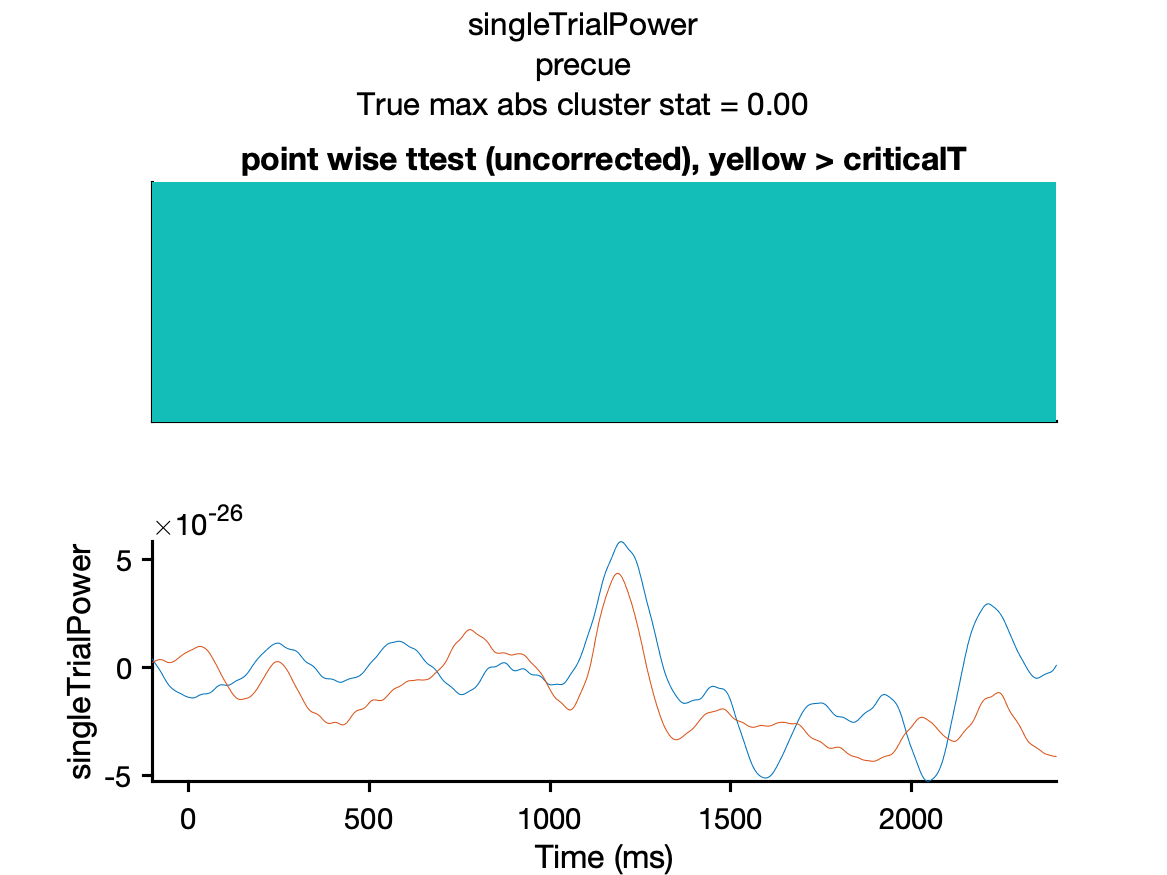 singleTrialPower
precue
True max abs cluster stat = 0.00
point wise ttest (uncorrected), yellow > criticalT
×10-26
singleTrialPower
5
0
-5
0 500 1000 1500 2000
Time (ms)